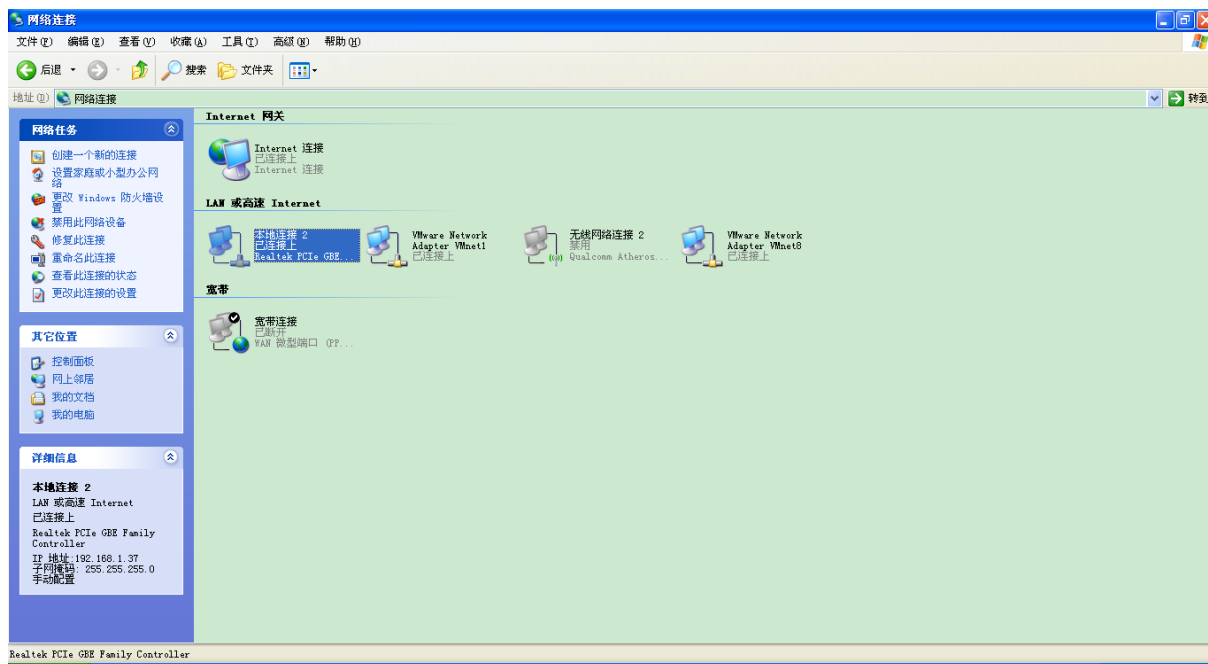 网络连接
文件(F) 编辑(E) 查看(V) 收藏(A) 工具(T) 高级(N) 帮助(H)
后退 搜索 文件夹
地址(D) 网络连接 转到
网络任务
创建一个新的连接
设置家庭或小型办公网
络
更改 Windows 防火墙设
置
禁用此网络设备
修复此连接
重命名此连接
查看此连接的状态
更改此连接的设置
其它位置
控制面板
网上邻居
我的文档
我的电脑
详细信息
本地连接 2
LAN 或高速 Internet
已连接上
Realtek PCIe GBE Family
Controller
IP 地址:192.168.1.37
子网掩码: 255.255.255.0
手动配置
Internet 网关
Internet 连接
已连接上
Internet 连接
LAN 或高速 Internet
本地连接 2
已连接上
Realtek PCIe GBE...
VMware Network
Adapter VMnet1
已连接上
无线网络连接 2
禁用
Qualcomm Atheros...
VMware Network
Adapter VMnet8
已连接上
宽带
宽带连接
已断开
WAN 微型端口 (PP...
Realtek PCIe GBE Family Controller